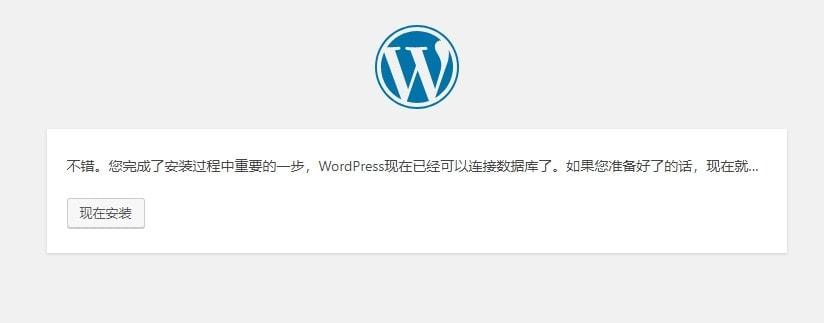 不错。您完成了安装过程中重要的一步，WordPress现在已经可以连接数据库了。如果您准备好了的话，现在就…
现在安装